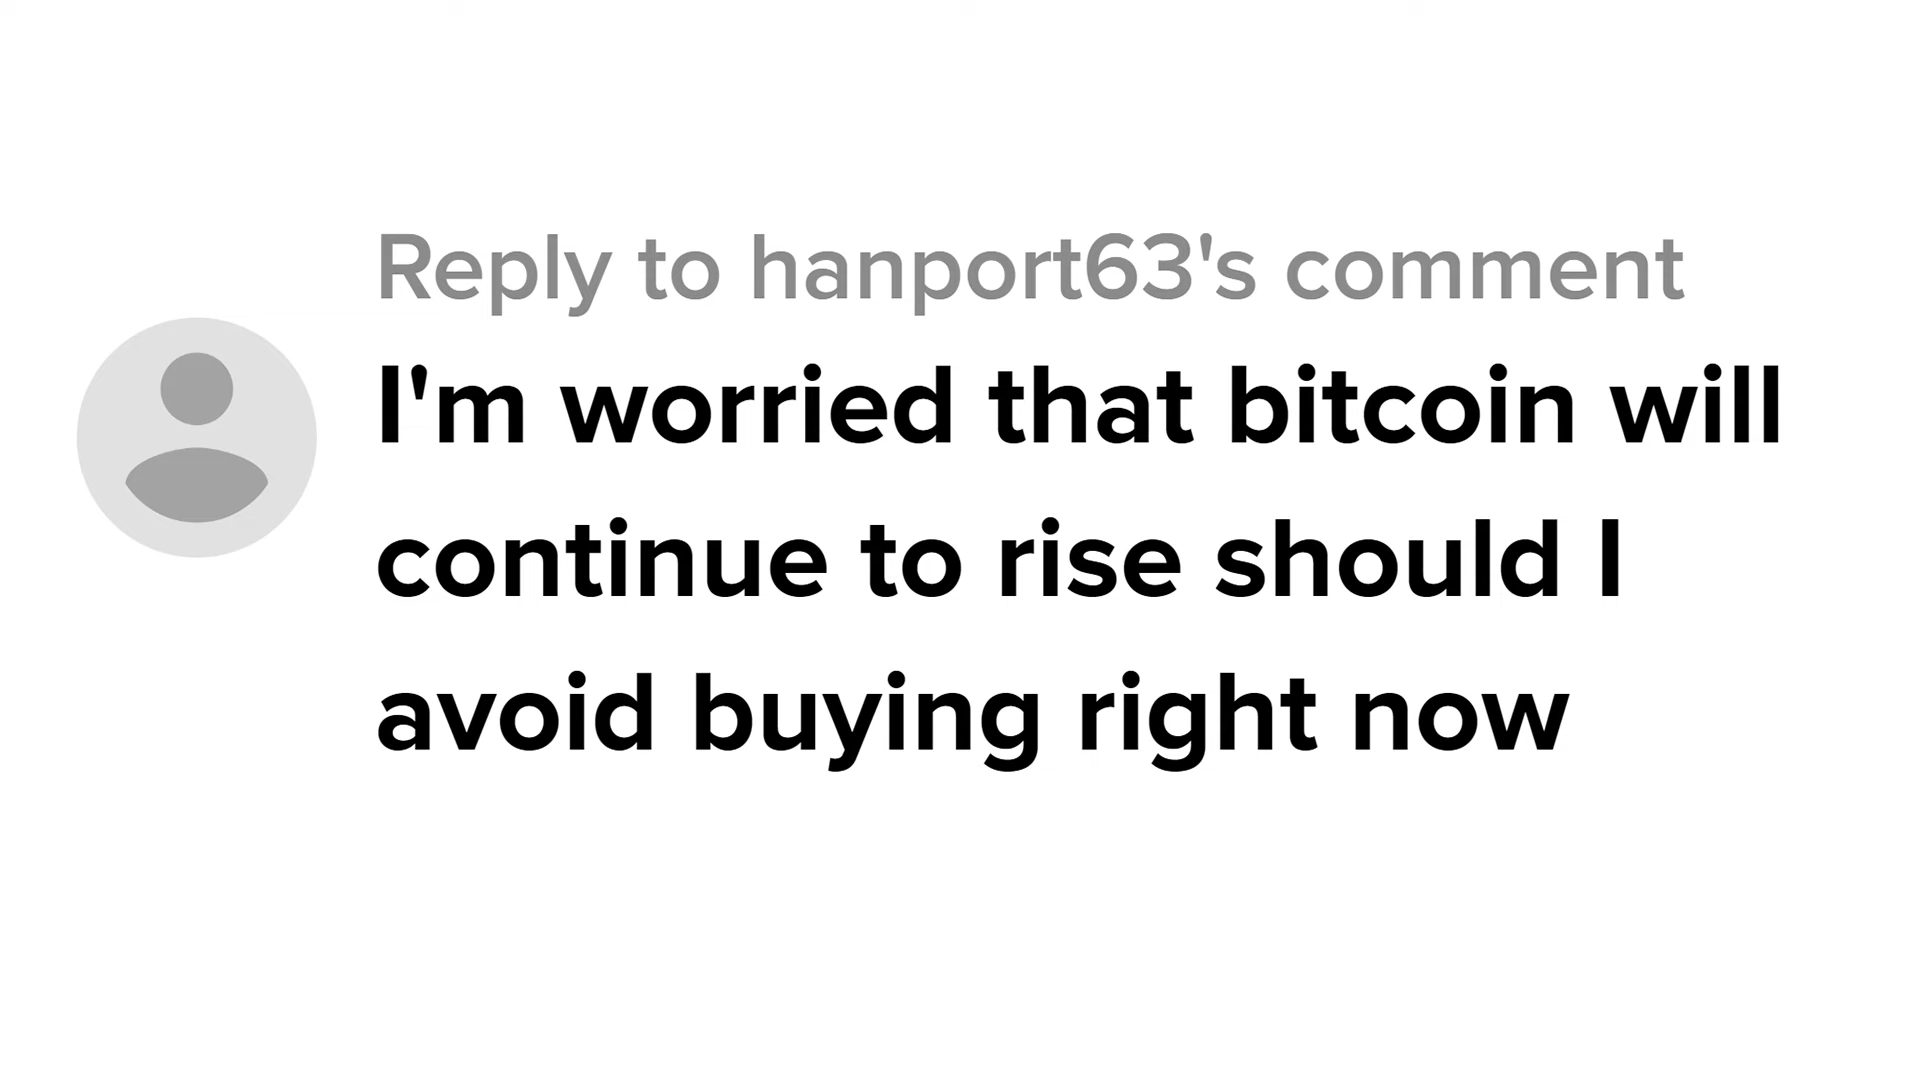 Reply to hanport63's comment
I'm worried that bitcoin will
continue to rise should I
avoid buying right now